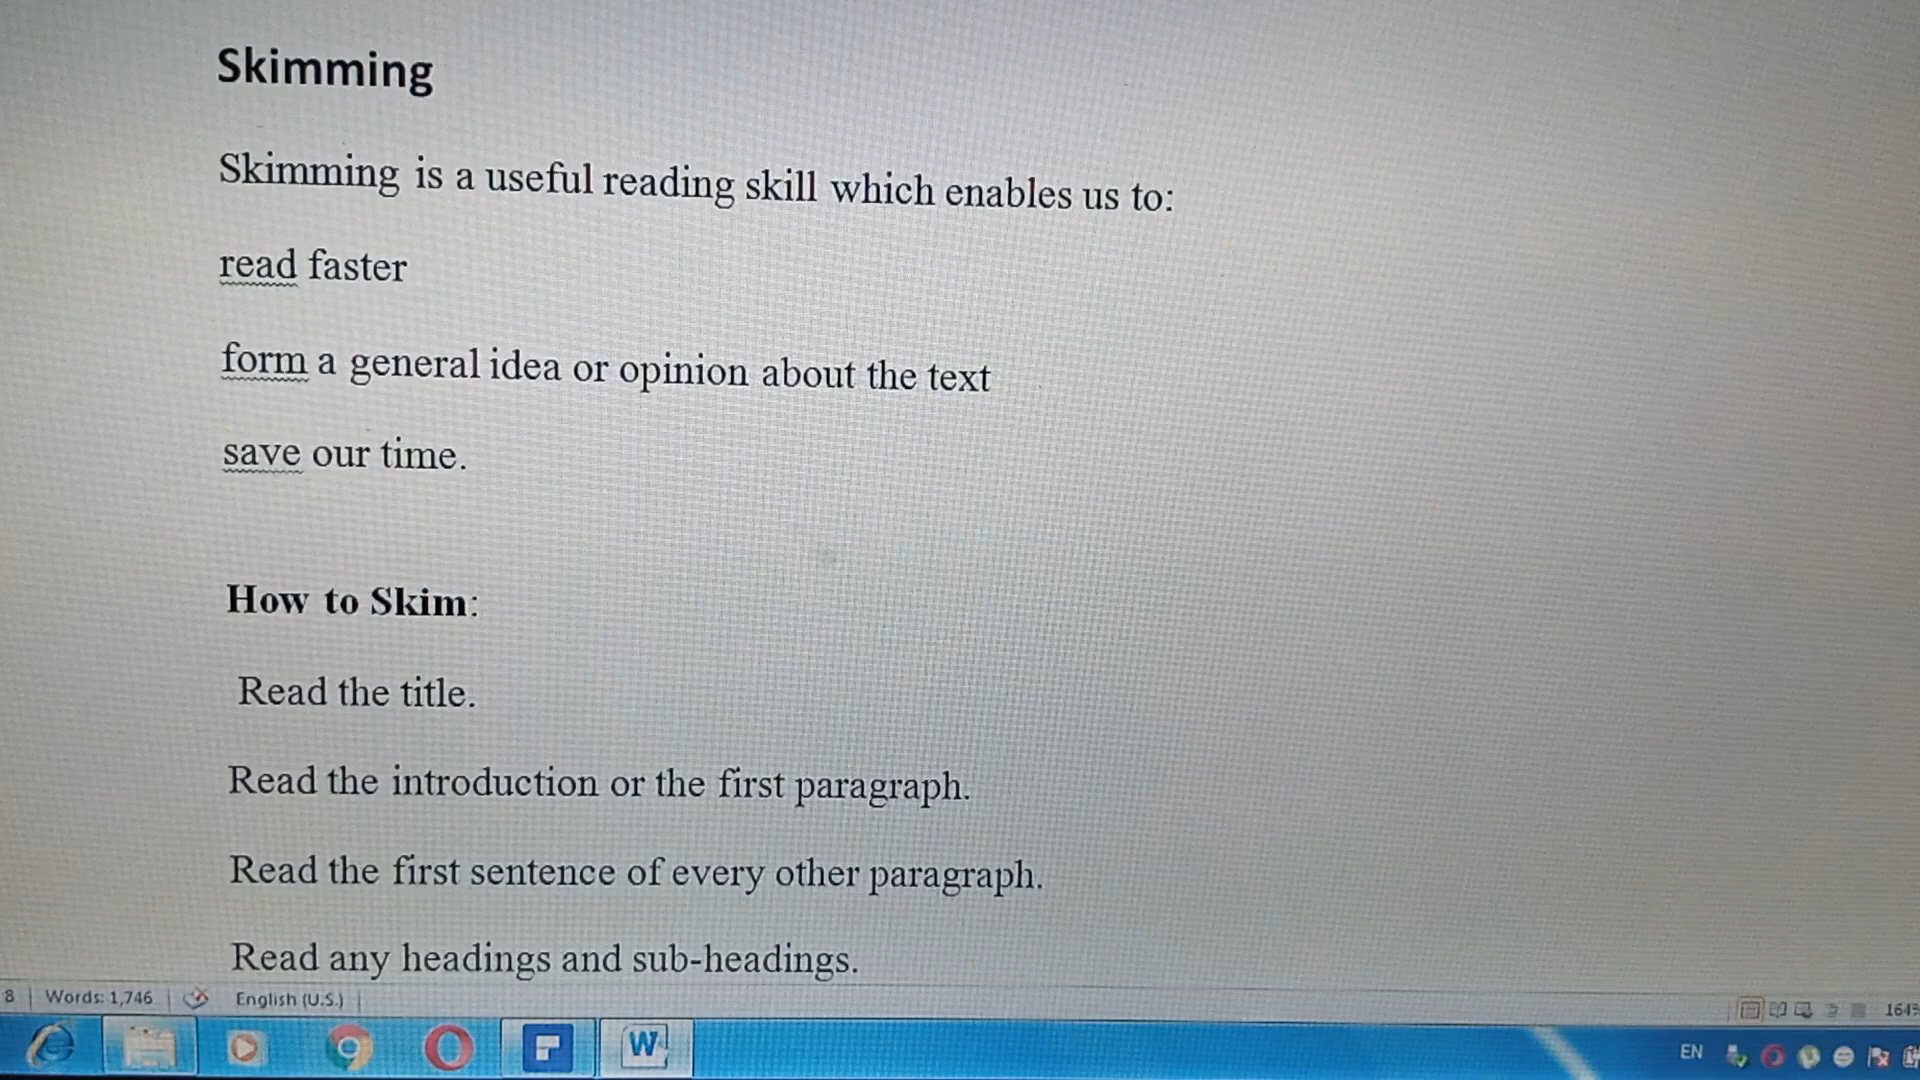 Skimming
Skimming is a useful reading skill which enables us to:
read faster
form a general idea or opinion about the text
save our time.
How to Skim:
Read the title.
Read the introduction or the first paragraph.
Read the first sentence of every other paragraph.
Read any headings and sub-headings.
8 Words: 1,746 English (U.S.) 164%
W EN